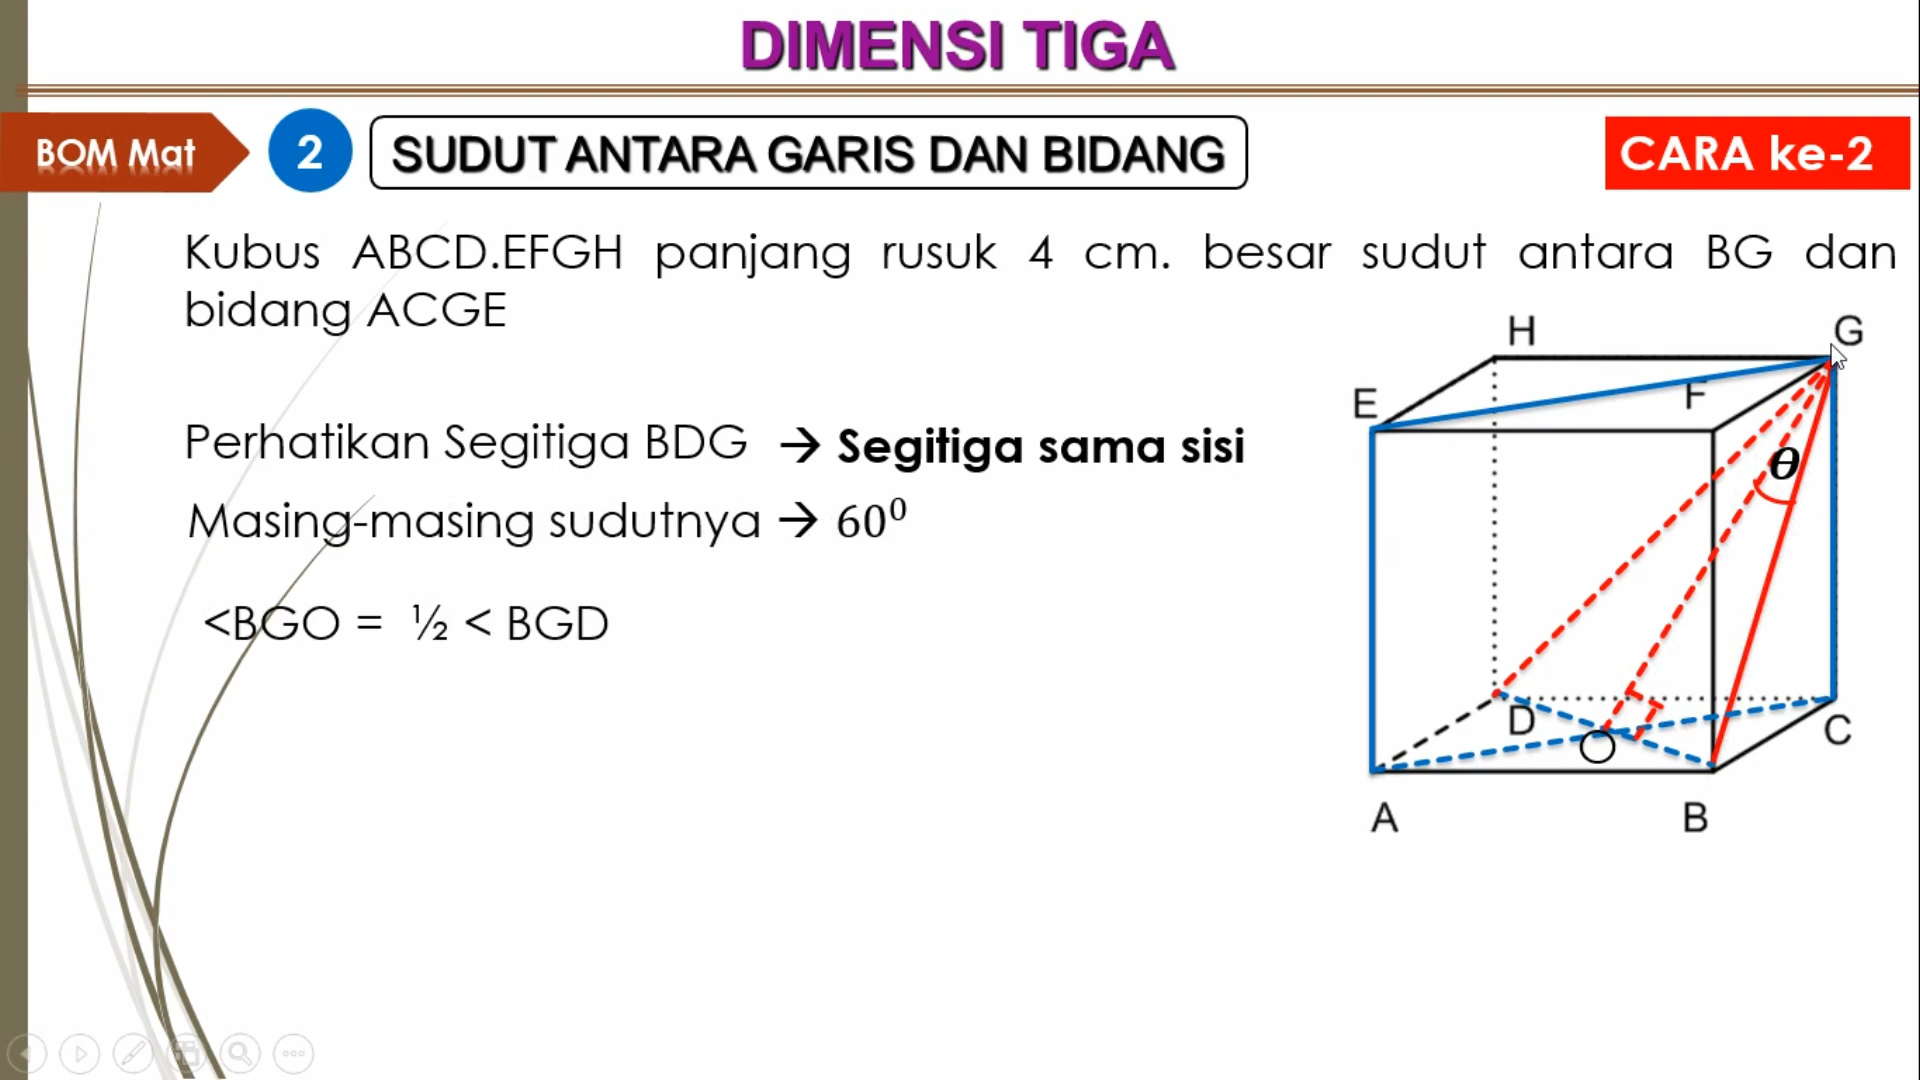 DIMENSI TIGA
BOM Mat
2
SUDUT ANTARA GARIS DAN BIDANG
CARA ke-2
Kubus ABCD.EFGH panjang rusuk 4 cm. besar sudut antara BG dan
bidang ACGE
Perhatikan Segitiga BDG → Segitiga sama sisi
Masing-masing sudutnya → 60⁰
<BGO = ½ < BGD
H
G
E
F
θ
D
O
C
A
B